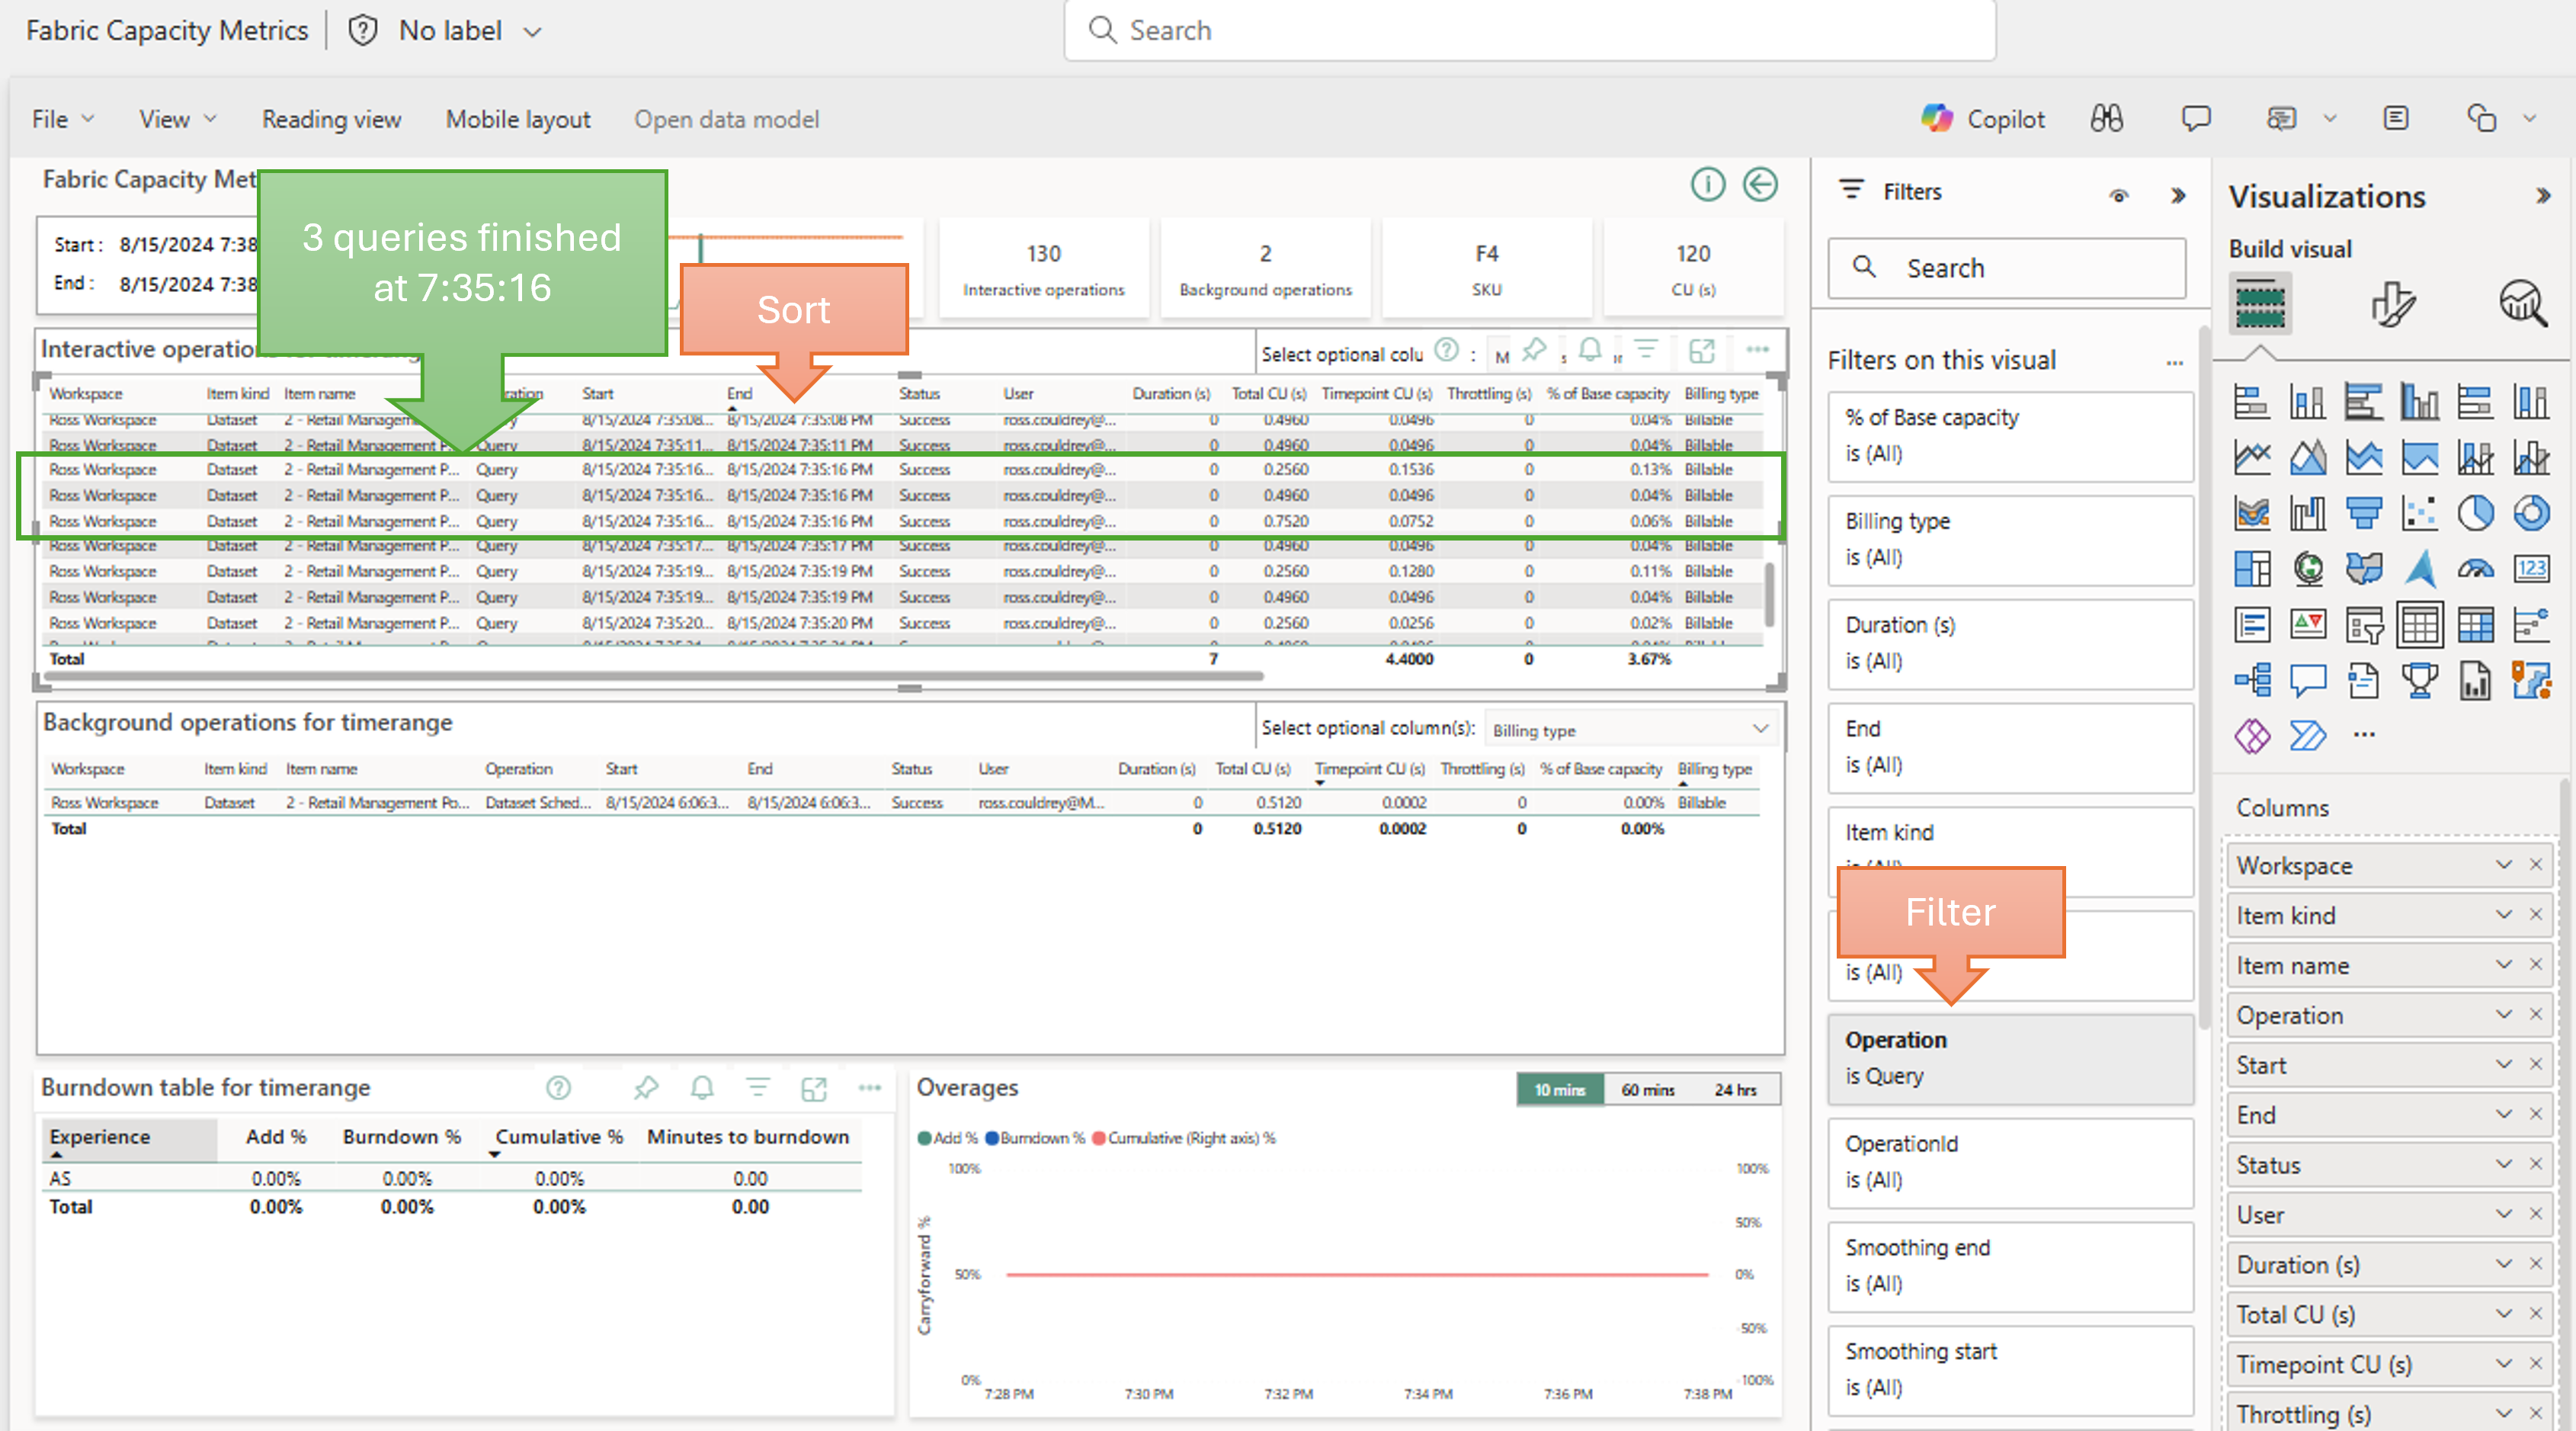 Fabric Capacity Metrics No label
Search
File View Reading view Mobile layout Open data model Copilot
Fabric Capacity Met
3 queries finished
at 7:35:16
Start : 8/15/2024 7:38
End : 8/15/2024 7:38
Sort
130
Interactive operations
2
Background operations
F4
SKU
120
CU (s)
Interactive operations for timerange
Select optional colu : M
Workspace Item kind Item name Start End Status User Duration (s) Total CU (s) Timepoint CU (s) Throttling (s) % of Base capacity Billing type
Ross Workspace Dataset 2 - Retail Managem 8/15/2024 7:35:08... 8/15/2024 7:35:08 PM Success ross.couldrey@... 0 0.4960 0.0496 0 0.04% Billable
Ross Workspace Dataset 2 - Retail Management P... Query 8/15/2024 7:35:11... 8/15/2024 7:35:11 PM Success ross.couldrey@... 0 0.4960 0.0496 0 0.04% Billable
Ross Workspace Dataset 2 - Retail Management P... Query 8/15/2024 7:35:16... 8/15/2024 7:35:16 PM Success ross.couldrey@... 0 0.2560 0.1536 0 0.13% Billable
Ross Workspace Dataset 2 - Retail Management P... Query 8/15/2024 7:35:16... 8/15/2024 7:35:16 PM Success ross.couldrey@... 0 0.4960 0.0496 0 0.04% Billable
Ross Workspace Dataset 2 - Retail Management P... Query 8/15/2024 7:35:16... 8/15/2024 7:35:16 PM Success ross.couldrey@... 0 0.7520 0.0752 0 0.06% Billable
Ross Workspace Dataset 2 - Retail Management P... Query 8/15/2024 7:35:17... 8/15/2024 7:35:17 PM Success ross.couldrey@... 0 0.4960 0.0496 0 0.04% Billable
Ross Workspace Dataset 2 - Retail Management P... Query 8/15/2024 7:35:19... 8/15/2024 7:35:19 PM Success ross.couldrey@... 0 0.2560 0.1280 0 0.11% Billable
Ross Workspace Dataset 2 - Retail Management P... Query 8/15/2024 7:35:19... 8/15/2024 7:35:19 PM Success ross.couldrey@... 0 0.4960 0.0496 0 0.04% Billable
Ross Workspace Dataset 2 - Retail Management P... Query 8/15/2024 7:35:20... 8/15/2024 7:35:20 PM Success ross.couldrey@... 0 0.2560 0.0256 0 0.02% Billable
Total 7 4.4000 0 3.67%
Background operations for timerange
Select optional column(s): Billing type
Workspace Item kind Item name Operation Start End Status User Duration (s) Total CU (s) Timepoint CU (s) Throttling (s) % of Base capacity Billing type
Ross Workspace Dataset 2 - Retail Management Po... Dataset Sched... 8/15/2024 6:06:3... 8/15/2024 6:06:3... Success ross.couldrey@M... 0 0.5120 0.0002 0 0.00% Billable
Total 0 0.5120 0.0002 0 0.00%
Burndown table for timerange
Experience Add % Burndown % Cumulative % Minutes to burndown
AS 0.00% 0.00% 0.00% 0.00
Total 0.00% 0.00% 0.00% 0.00
Overages
10 mins 60 mins 24 hrs
Add % Burndown % Cumulative (Right axis) %
Carryforward %
100%
50%
0%
100%
50%
0%
-50%
-100%
7:28 PM 7:30 PM 7:32 PM 7:34 PM 7:36 PM 7:38 PM
Filters
Search
Filters on this visual
% of Base capacity
is (All)
Billing type
is (All)
Duration (s)
is (All)
End
is (All)
Item kind
is (All)
Filter
is (All)
Operation
is Query
OperationId
is (All)
Smoothing end
is (All)
Smoothing start
is (All)
Visualizations
Build visual
123
Columns
Workspace
Item kind
Item name
Operation
Start
End
Status
User
Duration (s)
Total CU (s)
Timepoint CU (s)
Throttling (s)